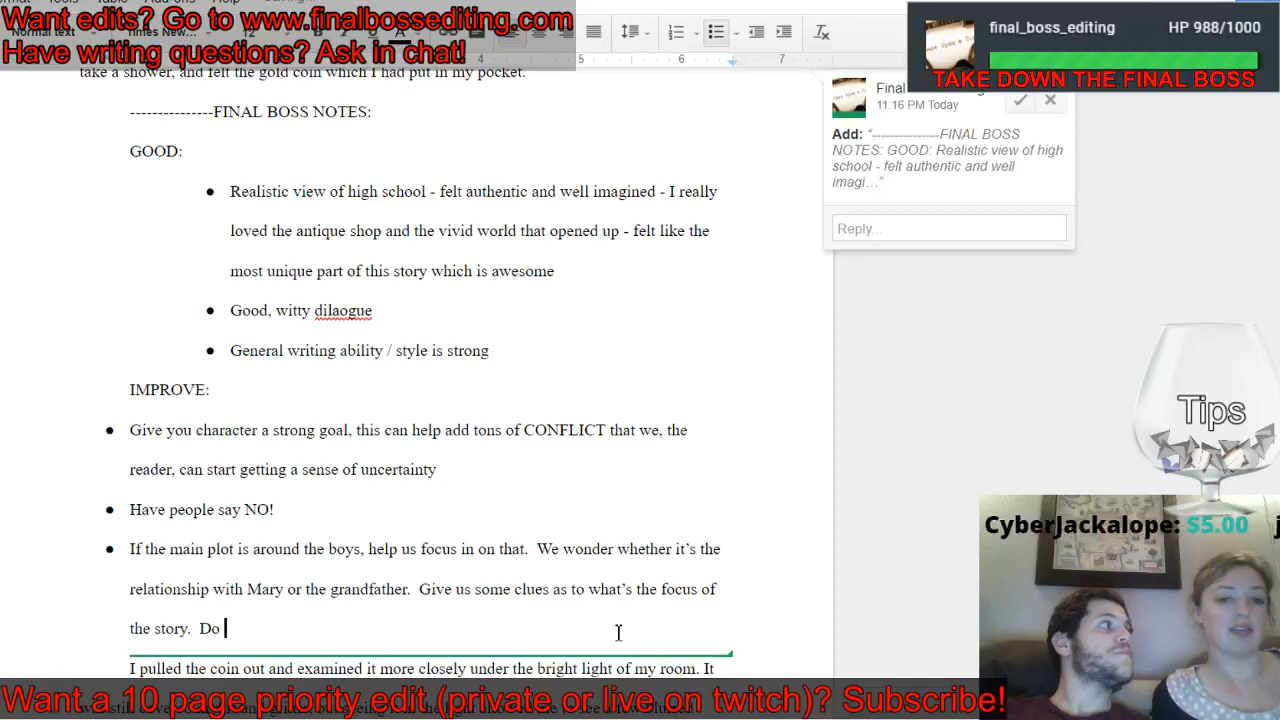 Want edits? Go to www.finalbossediting.com
Have writing questions? Ask in chat!
final_boss_editing HP 988/1000
TAKE DOWN THE FINAL BOSS
5 6 7
take a shower, and felt the gold coin which I had put in my pocket.
---------------FINAL BOSS NOTES:
GOOD:
● Realistic view of high school - felt authentic and well imagined - I really
loved the antique shop and the vivid world that opened up - felt like the
most unique part of this story which is awesome
● Good, witty dilaogue
● General writing ability / style is strong
IMPROVE:
● Give you character a strong goal, this can help add tons of CONFLICT that we, the
reader, can start getting a sense of uncertainty
● Have people say NO!
● If the main plot is around the boys, help us focus in on that.  We wonder whether it’s the
relationship with Mary or the grandfather.  Give us some clues as to what’s the focus of
the story.  Do
I pulled the coin out and examined it more closely under the bright light of my room. It
11:16 PM Today
Add: “---------------FINAL BOSS
NOTES: GOOD: Realistic view of high
school - felt authentic and well
imagi…”
Reply...
Tips
CyberJackalope: $5.00
Want a 10 page priority edit (private or live on twitch)? Subscribe!